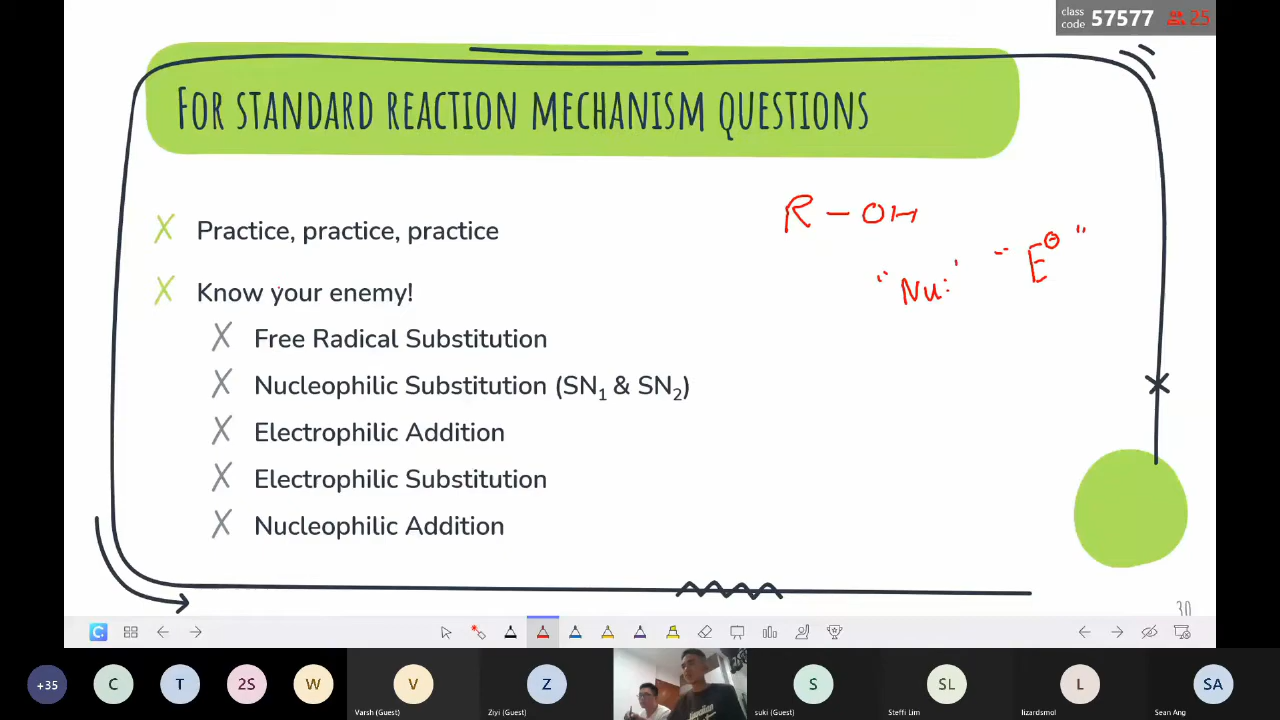 class
code 57577 25
FOR STANDARD REACTION MECHANISM QUESTIONS
Practice, practice, practice
Know your enemy!
Free Radical Substitution
Nucleophilic Substitution (SN₁ & SN₂)
Electrophilic Addition
Electrophilic Substitution
Nucleophilic Addition
R - OH
"Nu:" "E⊕"
30
C
+35
C
T
2S
W
V
Varsh (Guest)
Z
Ziyi (Guest)
S
suki (Guest)
SL
Steffi Lim
L
lizardsmol
SA
Sean Ang